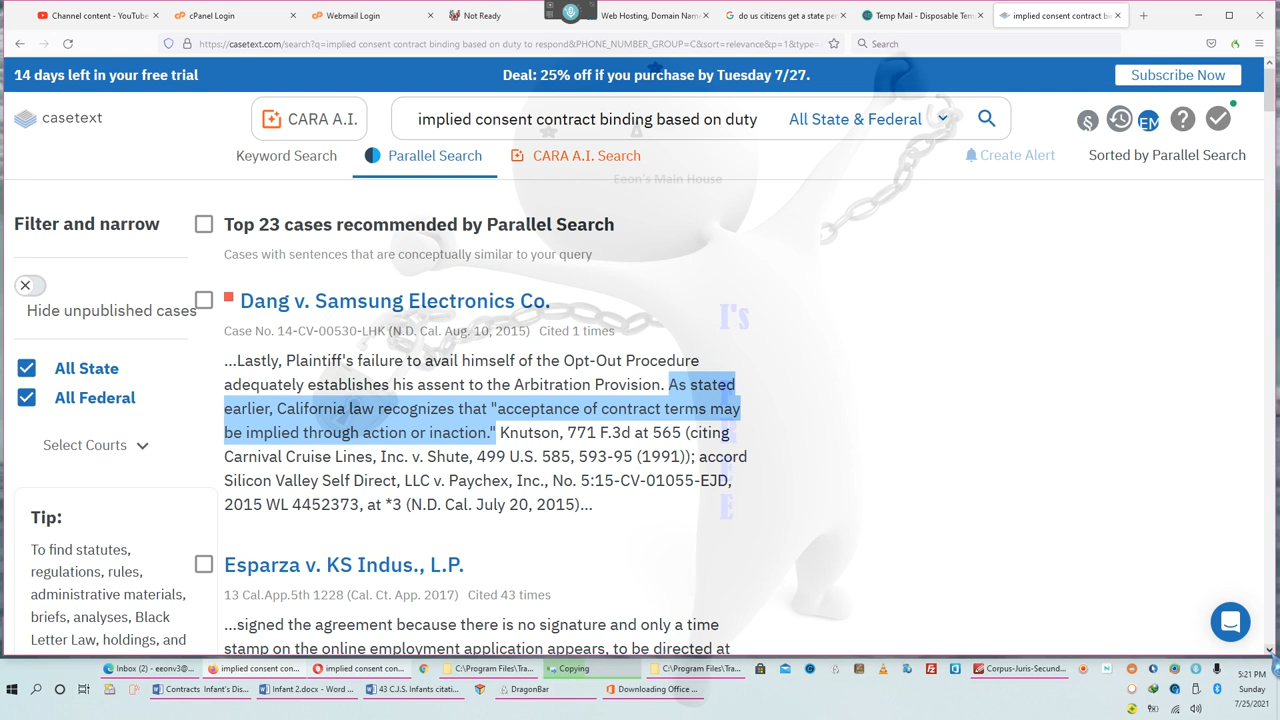 Channel content - YouTube
cPanel Login
Webmail Login
Not Ready
Web Hosting, Domain Nam
do us citizens get a state per
Temp Mail - Disposable Tem
implied consent contract bi
https://casetext.com/search?q=implied consent contract binding based on duty to respond&PHONE_NUMBER_GROUP=C&sort=relevance&p=1&type=
Search
14 days left in your free trial
Deal: 25% off if you purchase by Tuesday 7/27.
Subscribe Now
casetext
CARA A.I.
implied consent contract binding based on duty
All State & Federal
EM
Keyword Search
Parallel Search
CARA A.I. Search
Create Alert
Sorted by Parallel Search
Eeon's Main House
Filter and narrow
Top 23 cases recommended by Parallel Search
Cases with sentences that are conceptually similar to your query
Hide unpublished cases
Dang v. Samsung Electronics Co.
I's
Case No. 14-CV-00530-LHK (N.D. Cal. Aug. 10, 2015) Cited 1 times
All State
All Federal
Select Courts
...Lastly, Plaintiff's failure to avail himself of the Opt-Out Procedure
adequately establishes his assent to the Arbitration Provision. As stated
earlier, California law recognizes that "acceptance of contract terms may
be implied through action or inaction." Knutson, 771 F.3d at 565 (citing
Carnival Cruise Lines, Inc. v. Shute, 499 U.S. 585, 593-95 (1991)); accord
Silicon Valley Self Direct, LLC v. Paychex, Inc., No. 5:15-CV-01055-EJD,
2015 WL 4452373, at *3 (N.D. Cal. July 20, 2015)...
Tip:
To find statutes,
regulations, rules,
administrative materials,
briefs, analyses, Black
Letter Law, holdings, and
Esparza v. KS Indus., L.P.
13 Cal.App.5th 1228 (Cal. Ct. App. 2017) Cited 43 times
...signed the agreement because there is no signature and only a time
stamp on the online employment application appears, to be directed at
Inbox (2) - eeonv3@...
implied consent con...
implied consent con...
C:\Program Files\Tra...
Copying
C:\Program Files\Tra...
Corpus-Juris-Secund...
5:21 PM
Contracts Infant's Dis...
Infant 2.docx - Word ...
43 C.J.S. Infants citati...
DragonBar
Downloading Office ...
Sunday
7/25/2021